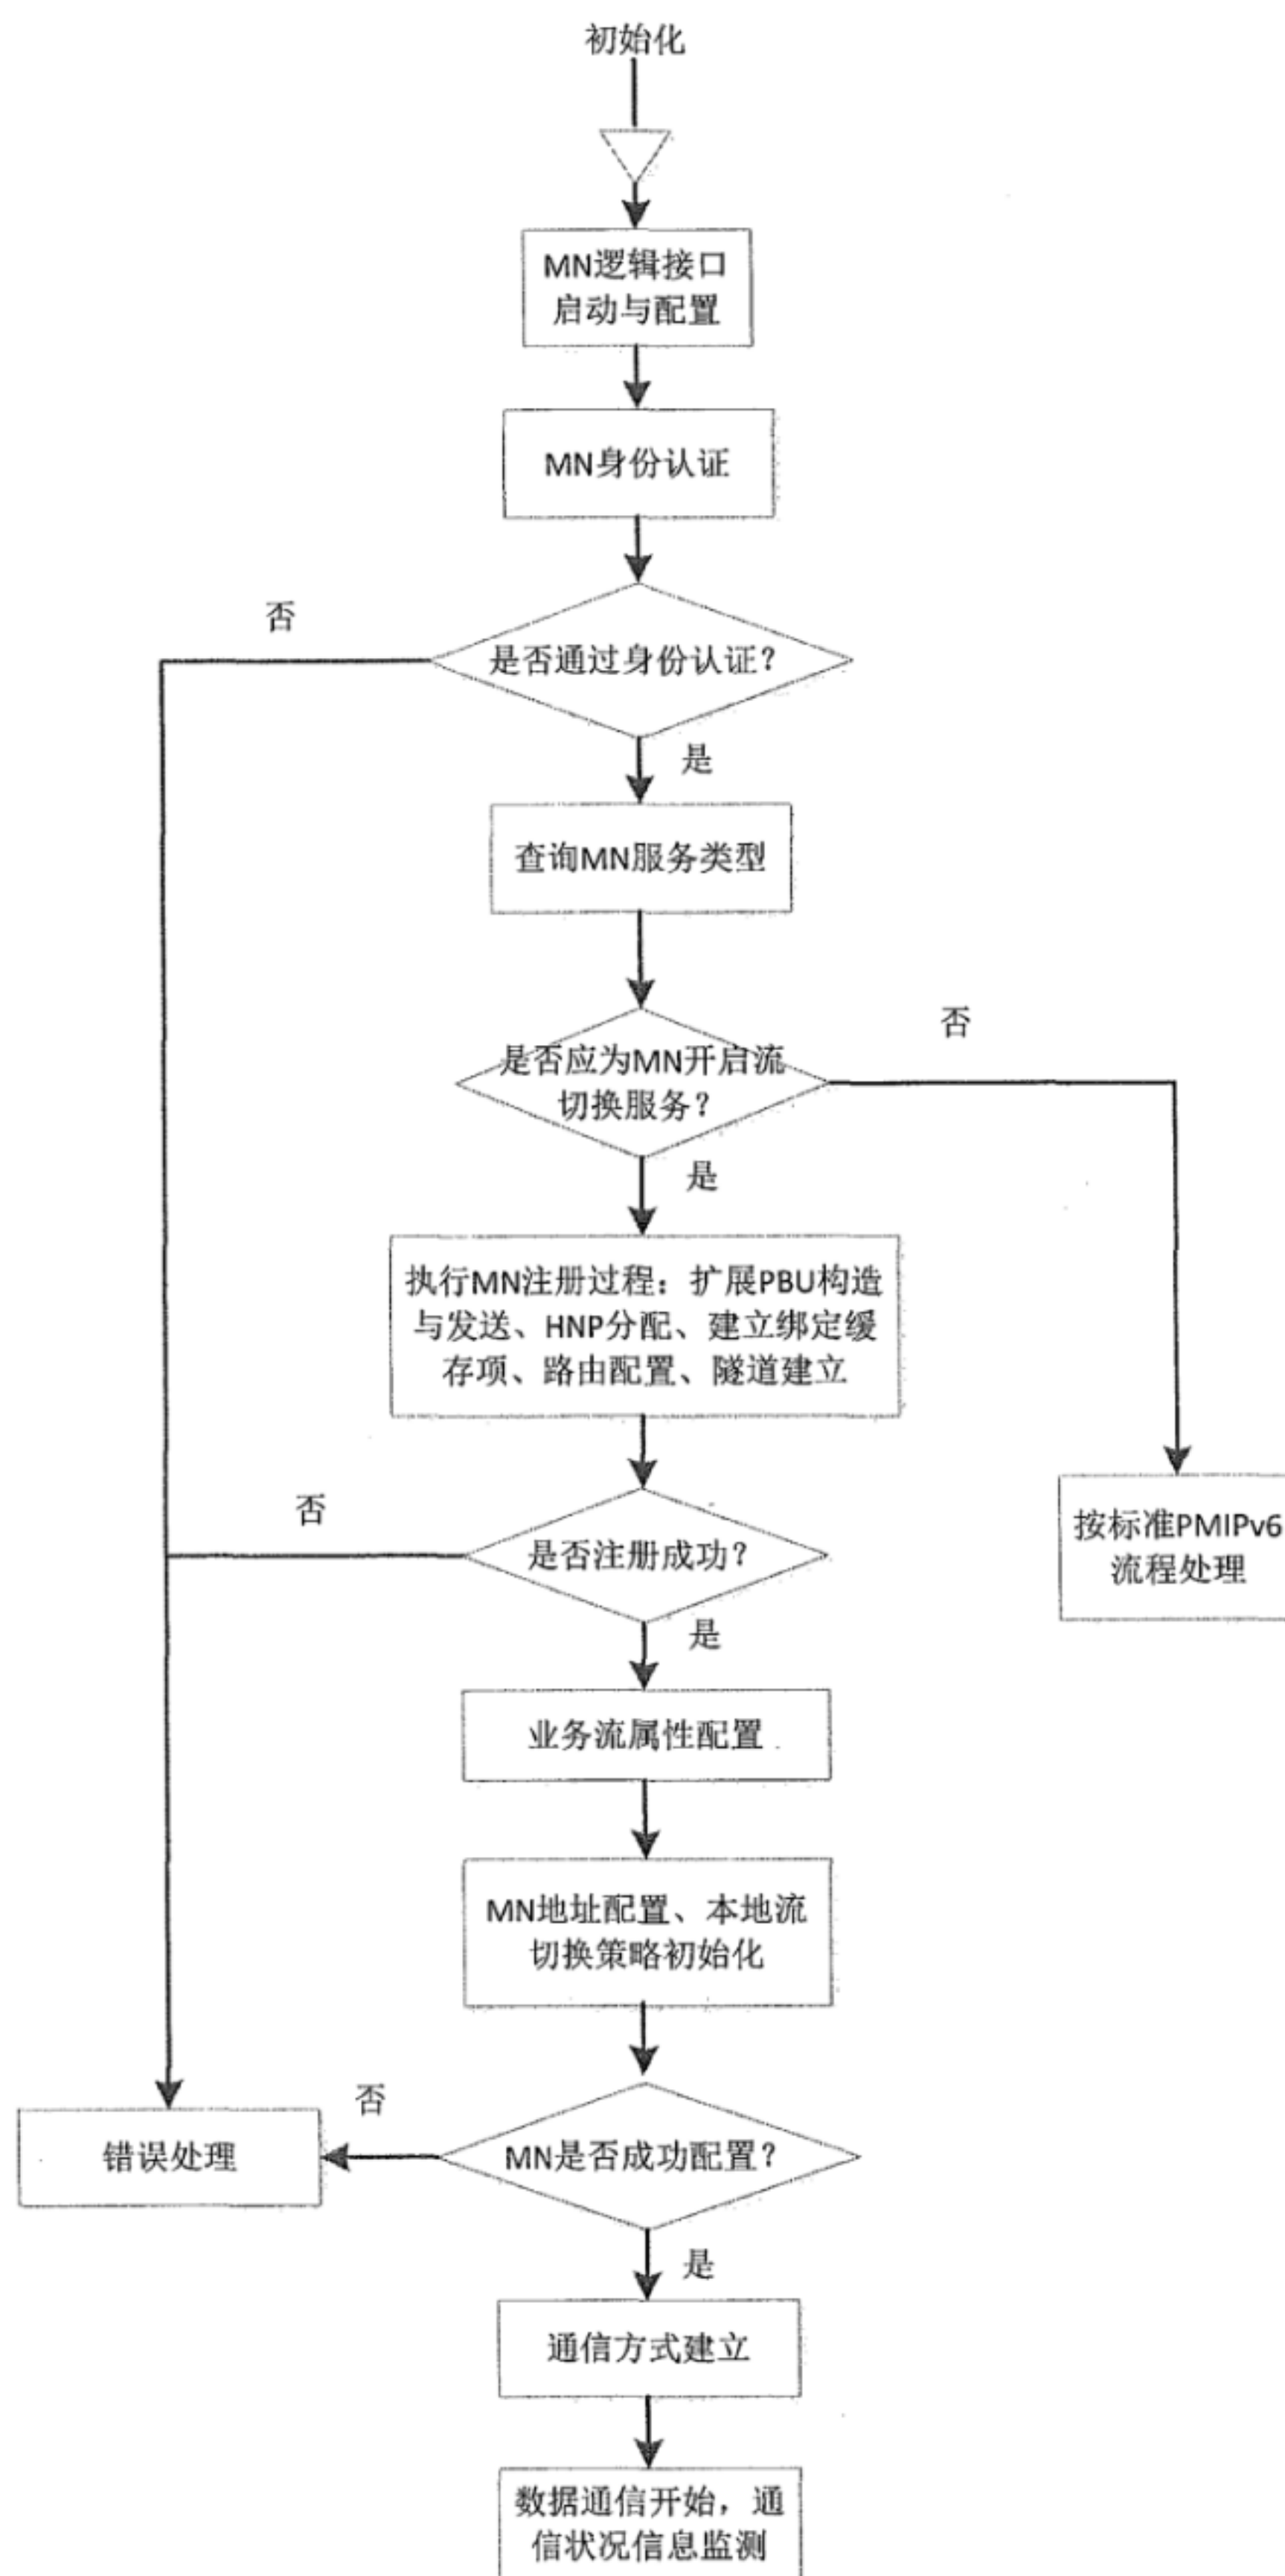 初始化
MN逻辑接口
启动与配置
MN身份认证
否
是否通过身份认证？
是
查询MN服务类型
否
是否应为MN开启流
切换服务？
是
执行MN注册过程：扩展PBU构造
与发送、HNP分配、建立绑定缓
存项、路由配置、隧道建立
否
是否注册成功？
按标准PMIPv6
流程处理
是
业务流属性配置
MN地址配置、本地流
切换策略初始化
否
错误处理
MN是否成功配置？
是
通信方式建立
数据通信开始，通
信状况信息监测